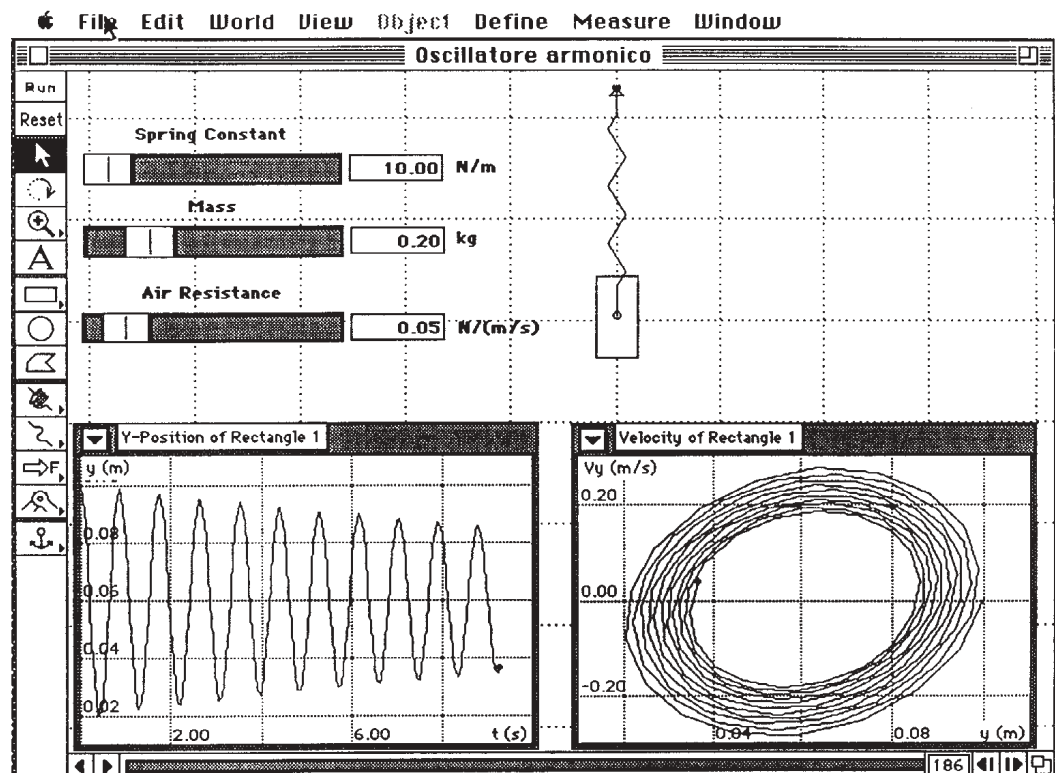 File Edit World View Object Define Measure Window
Oscillatore armonico
Run
Reset
Spring Constant
10.00 N/m
Mass
0.20 kg
A
Air Resistance
0.05 N/(m/s)
F
Y-Position of Rectangle 1
y (m)
0.08
0.06
0.04
0.02
2.00 6.00 t (s)
Velocity of Rectangle 1
Vy (m/s)
0.20
0.00
-0.20
0.04 0.08 y (m)
186